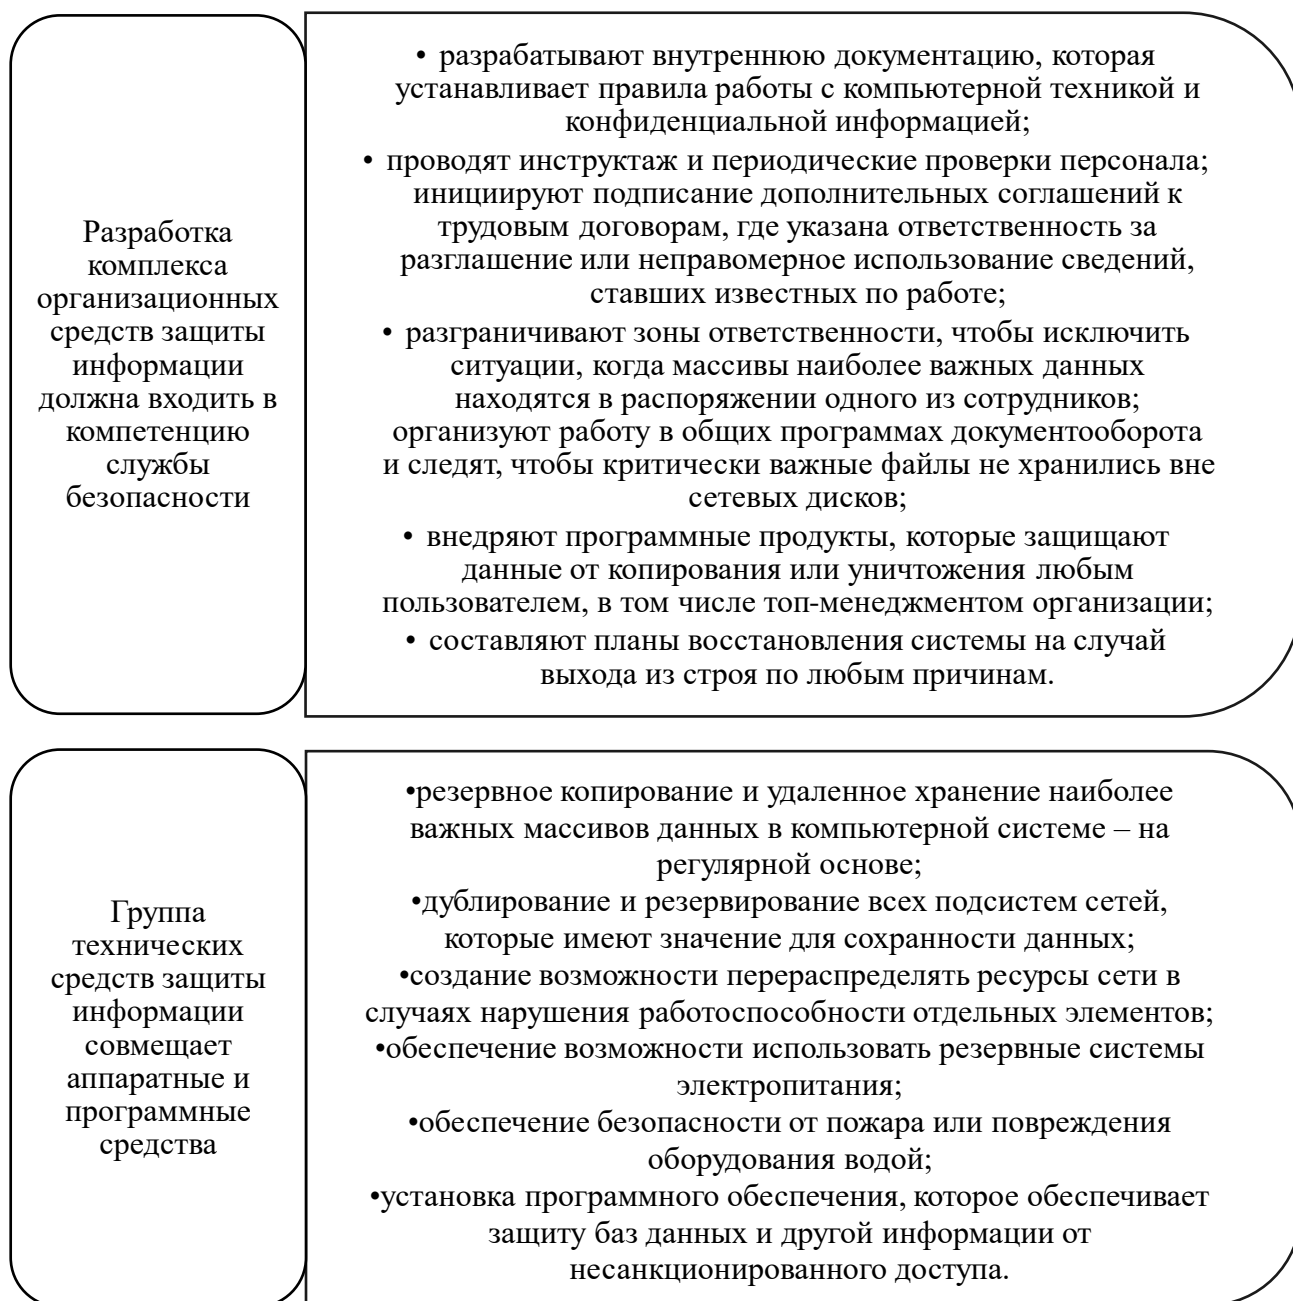 Разработка
комплекса
организационных
средств защиты
информации
должна входить в
компетенцию
службы
безопасности
• разрабатывают внутреннюю документацию, которая
устанавливает правила работы с компьютерной техникой и
конфиденциальной информацией;
• проводят инструктаж и периодические проверки персонала;
инициируют подписание дополнительных соглашений к
трудовым договорам, где указана ответственность за
разглашение или неправомерное использование сведений,
ставших известных по работе;
• разграничивают зоны ответственности, чтобы исключить
ситуации, когда массивы наиболее важных данных
находятся в распоряжении одного из сотрудников;
организуют работу в общих программах документооборота
и следят, чтобы критически важные файлы не хранились вне
сетевых дисков;
• внедряют программные продукты, которые защищают
данные от копирования или уничтожения любым
пользователем, в том числе топ-менеджментом организации;
• составляют планы восстановления системы на случай
выхода из строя по любым причинам.
Группа
технических
средств защиты
информации
совмещает
аппаратные и
программные
средства
•резервное копирование и удаленное хранение наиболее
важных массивов данных в компьютерной системе – на
регулярной основе;
•дублирование и резервирование всех подсистем сетей,
которые имеют значение для сохранности данных;
•создание возможности перераспределять ресурсы сети в
случаях нарушения работоспособности отдельных элементов;
•обеспечение возможности использовать резервные системы
электропитания;
•обеспечение безопасности от пожара или повреждения
оборудования водой;
•установка программного обеспечения, которое обеспечивает
защиту баз данных и другой информации от
несанкционированного доступа.